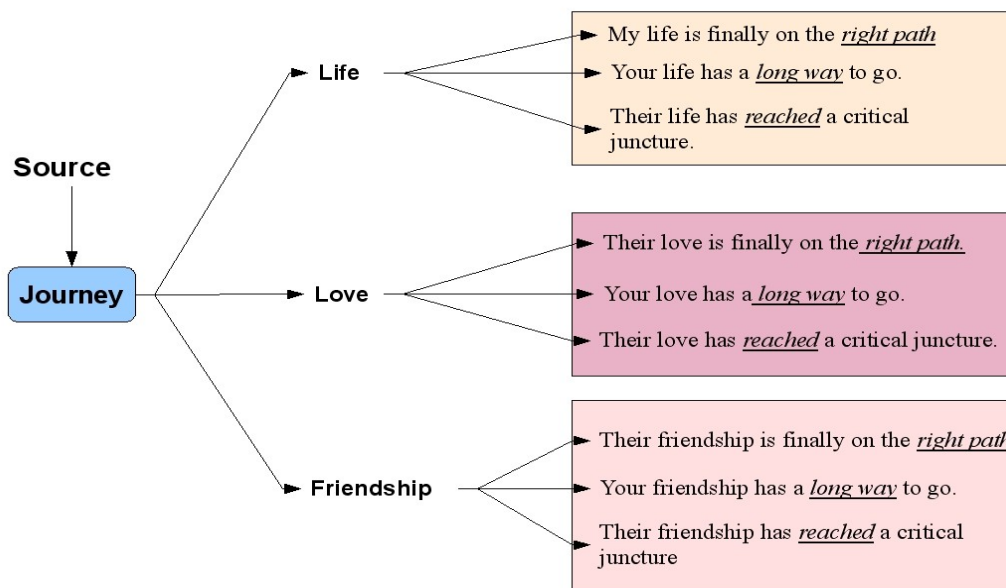 Source
Journey
Life
My life is finally on the right path
Your life has a long way to go.
Their life has reached a critical
juncture.
Love
Their love is finally on the right path.
Your love has a long way to go.
Their love has reached a critical juncture.
Friendship
Their friendship is finally on the right path
Your friendship has a long way to go.
Their friendship has reached a critical
juncture